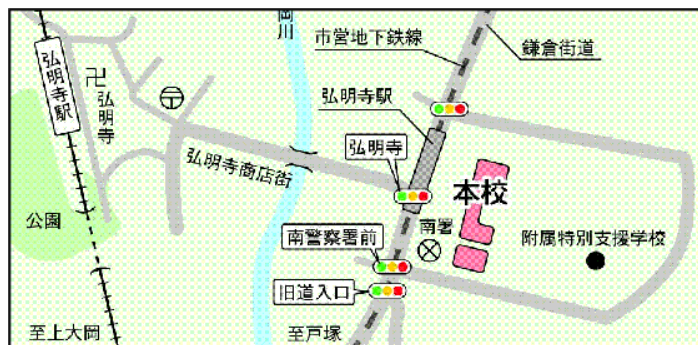 岡川
市営地下鉄線
鎌倉街道
弘明寺駅
卍弘明寺
弘明寺駅
弘明寺
弘明寺商店街
本校
南署
公園
南警察署前
附属特別支援学校
旧道入口
至上大岡
至戸塚